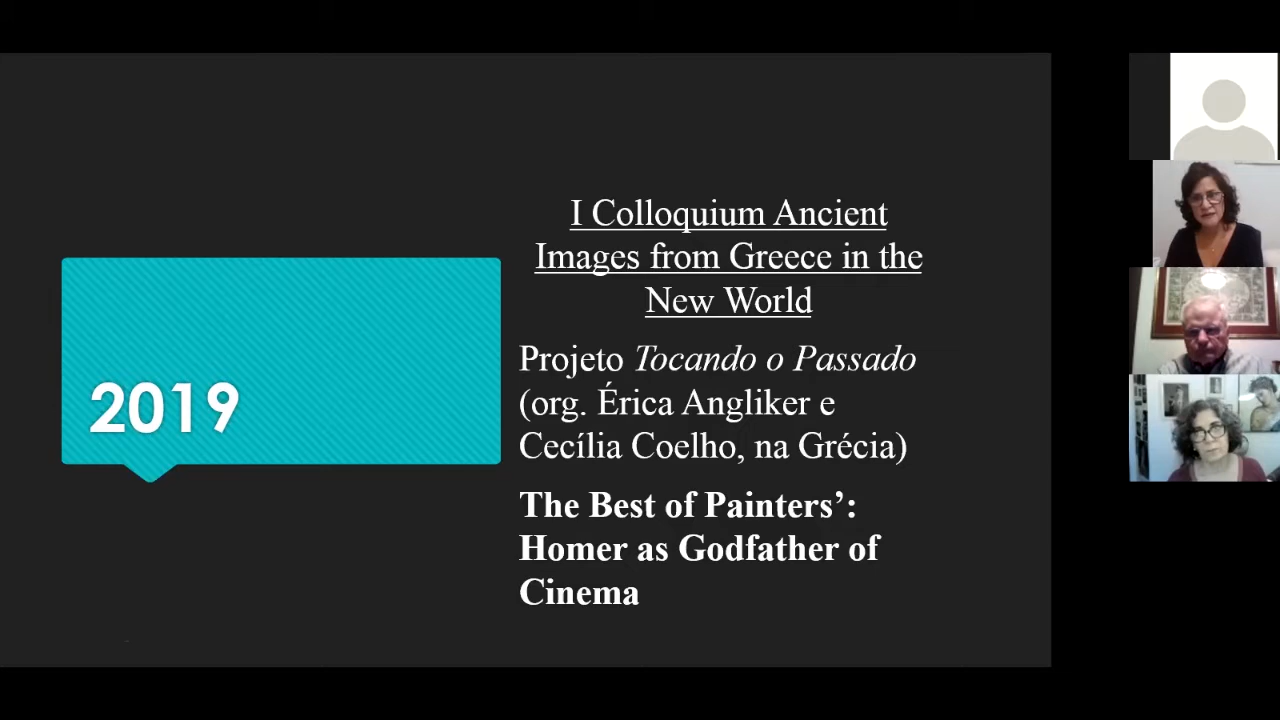 2019
I Colloquium Ancient
Images from Greece in the
New World
Projeto Tocando o Passado
(org. Érica Angliker e
Cecília Coelho, na Grécia)
The Best of Painters’:
Homer as Godfather of
Cinema